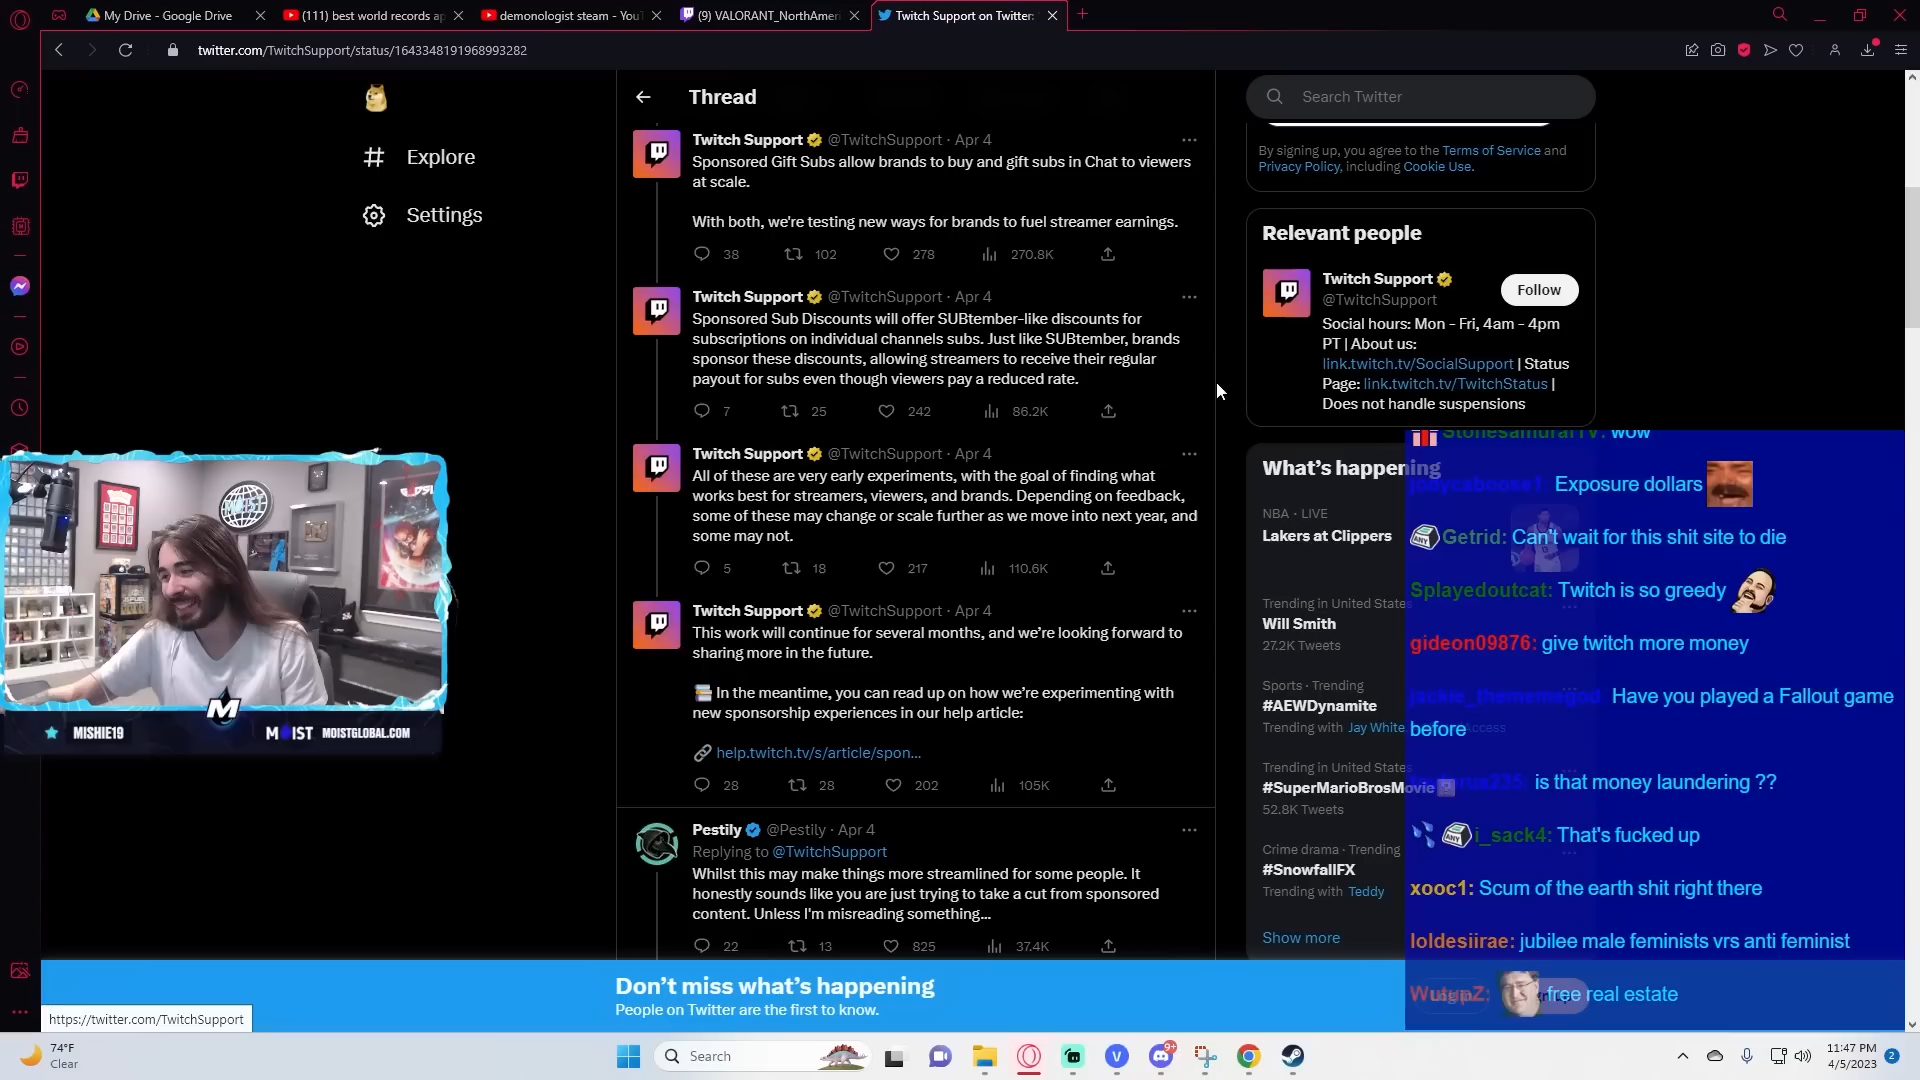 My Drive - Google Drive
(111) best world records ap
demonologist steam - YouT
(9) VALORANT_NorthAmeri
Twitch Support on Twitter:
twitter.com/TwitchSupport/status/1643348191968993282
Explore
Settings
Thread
Twitch Support @TwitchSupport · Apr 4
Sponsored Gift Subs allow brands to buy and gift subs in Chat to viewers
at scale.
With both, we're testing new ways for brands to fuel streamer earnings.
38 102 278 270.8K
Twitch Support @TwitchSupport · Apr 4
Sponsored Sub Discounts will offer SUBtember-like discounts for
subscriptions on individual channels subs. Just like SUBtember, brands
sponsor these discounts, allowing streamers to receive their regular
payout for subs even though viewers pay a reduced rate.
7 25 242 86.2K
Twitch Support @TwitchSupport · Apr 4
All of these are very early experiments, with the goal of finding what
works best for streamers, viewers, and brands. Depending on feedback,
some of these may change or scale further as we move into next year, and
some may not.
5 18 217 110.6K
Twitch Support @TwitchSupport · Apr 4
This work will continue for several months, and we're looking forward to
sharing more in the future.
In the meantime, you can read up on how we're experimenting with
new sponsorship experiences in our help article:
help.twitch.tv/s/article/spon...
28 28 202 105K
Pestily @Pestily · Apr 4
Replying to @TwitchSupport
Whilst this may make things more streamlined for some people. It
honestly sounds like you are just trying to take a cut from sponsored
content. Unless I'm misreading something...
22 13 825 37.4K
Search Twitter
By signing up, you agree to the Terms of Service and
Privacy Policy, including Cookie Use.
Relevant people
Twitch Support
@TwitchSupport
Follow
Social hours: Mon - Fri, 4am - 4pm
PT | About us:
link.twitch.tv/SocialSupport | Status
Page: link.twitch.tv/TwitchStatus |
Does not handle suspensions
What's happening
NBA · LIVE
Lakers at Clippers
Trending in United States
Will Smith
27.2K Tweets
Sports · Trending
#AEWDynamite
Trending with Jay White
Trending in United States
#SuperMarioBrosMovie
52.8K Tweets
Crime drama · Trending
#SnowfallFX
Trending with Teddy
Show more
StonesamuraiTV: wow
Exposure dollars
Getrid: Can't wait for this shit site to die
Splayedoutcat: Twitch is so greedy
gideon09876: give twitch more money
Have you played a Fallout game
before
is that money laundering ??
i_sack4: That's fucked up
xooc1: Scum of the earth shit right there
loldesiirae: jubilee male feminists vrs anti feminist
free real estate
M
MISHIE19
MOIST MOISTGLOBAL.COM
Don't miss what's happening
People on Twitter are the first to know.
https://twitter.com/TwitchSupport
74°F
Clear
Search
9+
11:47 PM
4/5/2023
2